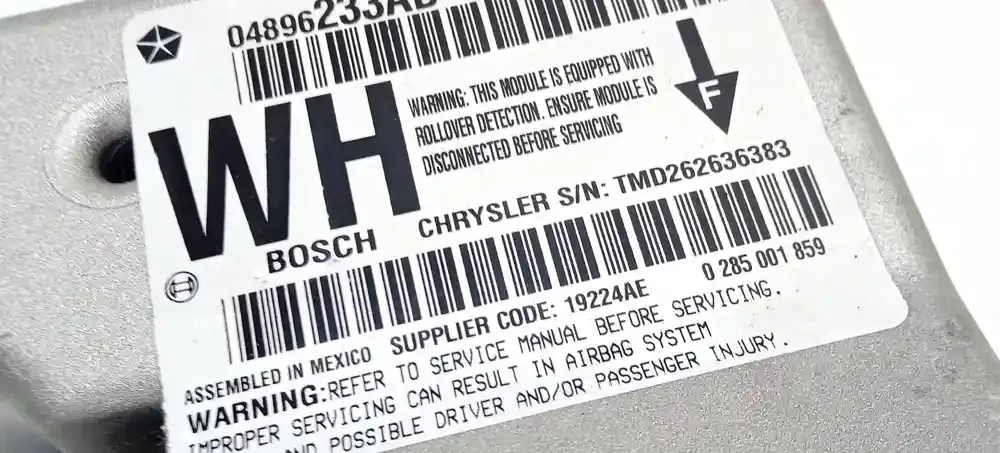 04896233AD
WH
WARNING: THIS MODULE IS EQUIPPED WITH
ROLLOVER DETECTION. ENSURE MODULE IS
DISCONNECTED BEFORE SERVICING
F
BOSCH
CHRYSLER S/N: TMD262636383
0 285 001 859
ASSEMBLED IN MEXICO
SUPPLIER CODE: 19224AE
WARNING:REFER TO SERVICE MANUAL BEFORE SERVICING.
IMPROPER SERVICING CAN RESULT IN AIRBAG SYSTEM
AND POSSIBLE DRIVER AND/OR PASSENGER INJURY.